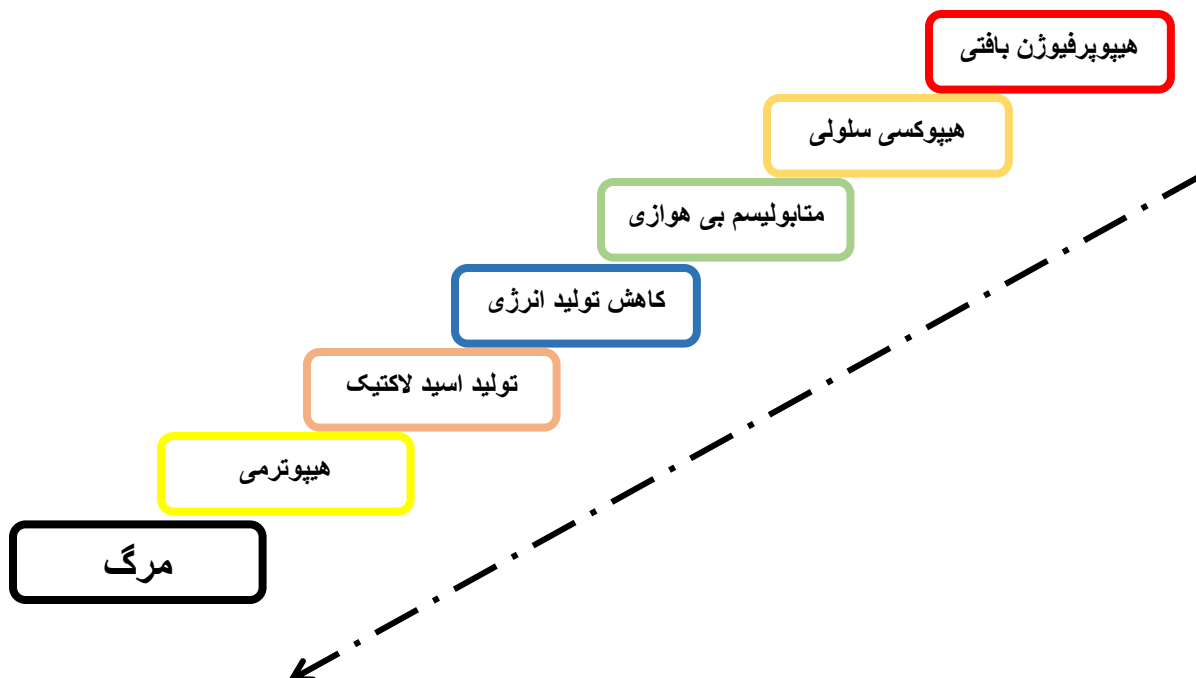 هیپوپرفیوژن بافتی
هیپوکسی سلولی
متابولیسم بی هوازی
کاهش تولید انرژی
تولید اسید لاکتیک
هیپوترمی
مرگ